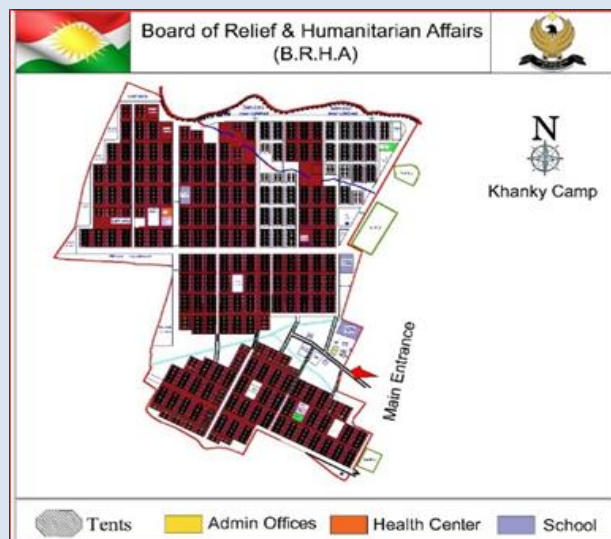 Board of Relief & Humanitarian Affairs
(B.R.H.A)
N
Khanky Camp
Main Entrance
Tents
Admin Offices
Health Center
School